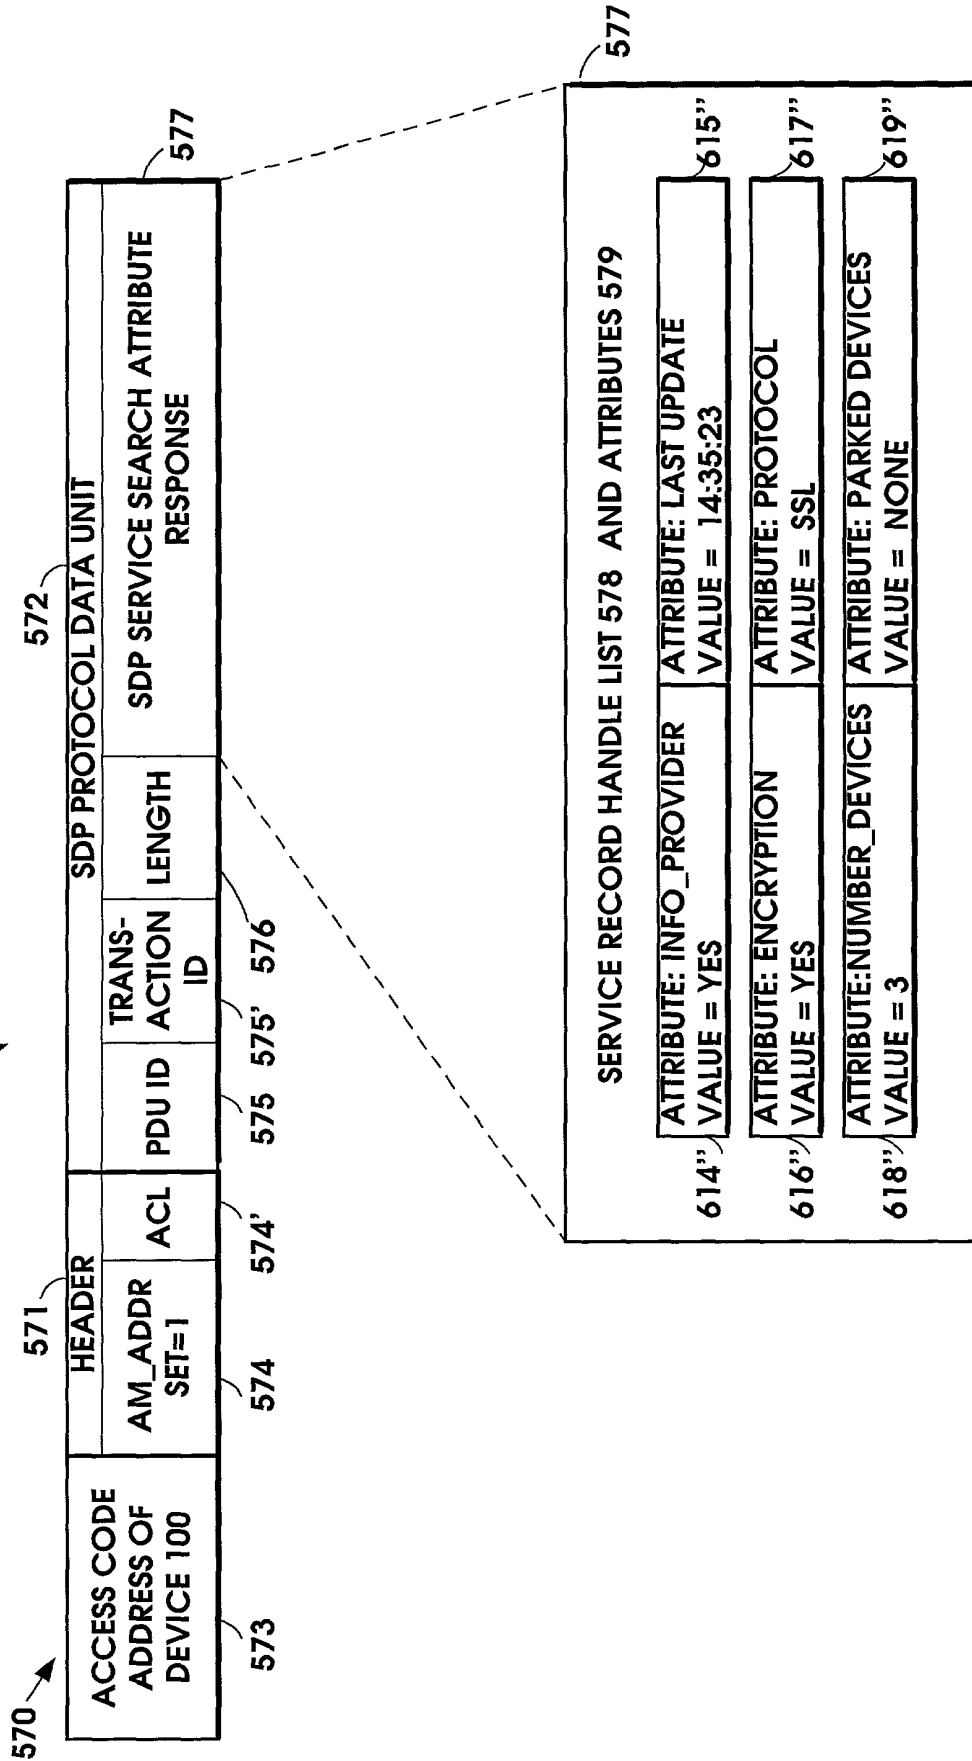 570
571
572
HEADER
SDP PROTOCOL DATA UNIT
ACCESS CODE
ADDRESS OF
DEVICE 100
AM_ADDR
SET=1
ACL
PDU ID
TRANS-
ACTION
ID
LENGTH
SDP SERVICE SEARCH ATTRIBUTE
RESPONSE
573
574
574'
575
575'
576
577
577
SERVICE RECORD HANDLE LIST 578 AND ATTRIBUTES 579
614"
ATTRIBUTE: INFO_PROVIDER
VALUE = YES
ATTRIBUTE: LAST UPDATE
VALUE = 14:35:23
615"
616"
ATTRIBUTE: ENCRYPTION
VALUE = YES
ATTRIBUTE: PROTOCOL
VALUE = SSL
617"
618"
ATTRIBUTE:NUMBER_DEVICES
VALUE = 3
ATTRIBUTE: PARKED DEVICES
VALUE = NONE
619"